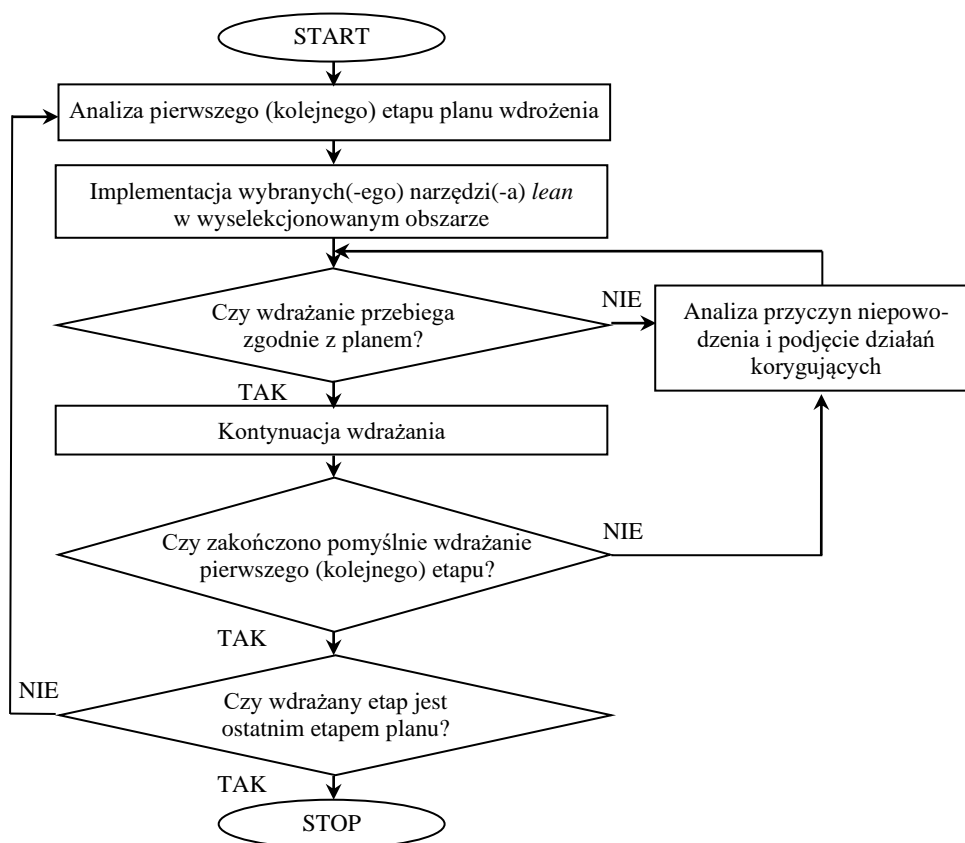 START
Analiza pierwszego (kolejnego) etapu planu wdrożenia
Implementacja wybranych(-ego) narzędzi(-a) lean
w wyselekcjonowanym obszarze
Czy wdrażanie przebiega
zgodnie z planem?
NIE
Analiza przyczyn niepowo-
dzenia i podjęcie działań
korygujących
TAK
Kontynuacja wdrażania
Czy zakończono pomyślnie wdrażanie
pierwszego (kolejnego) etapu?
NIE
TAK
Czy wdrażany etap jest
ostatnim etapem planu?
NIE
TAK
STOP